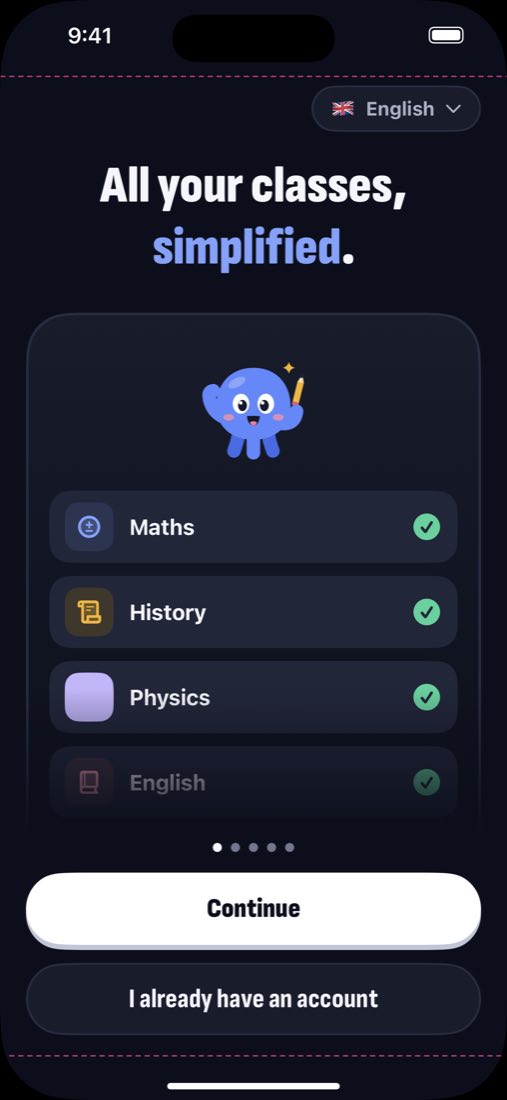 9:41
English
All your classes,
simplified.
Maths
History
Physics
English
Continue
I already have an account